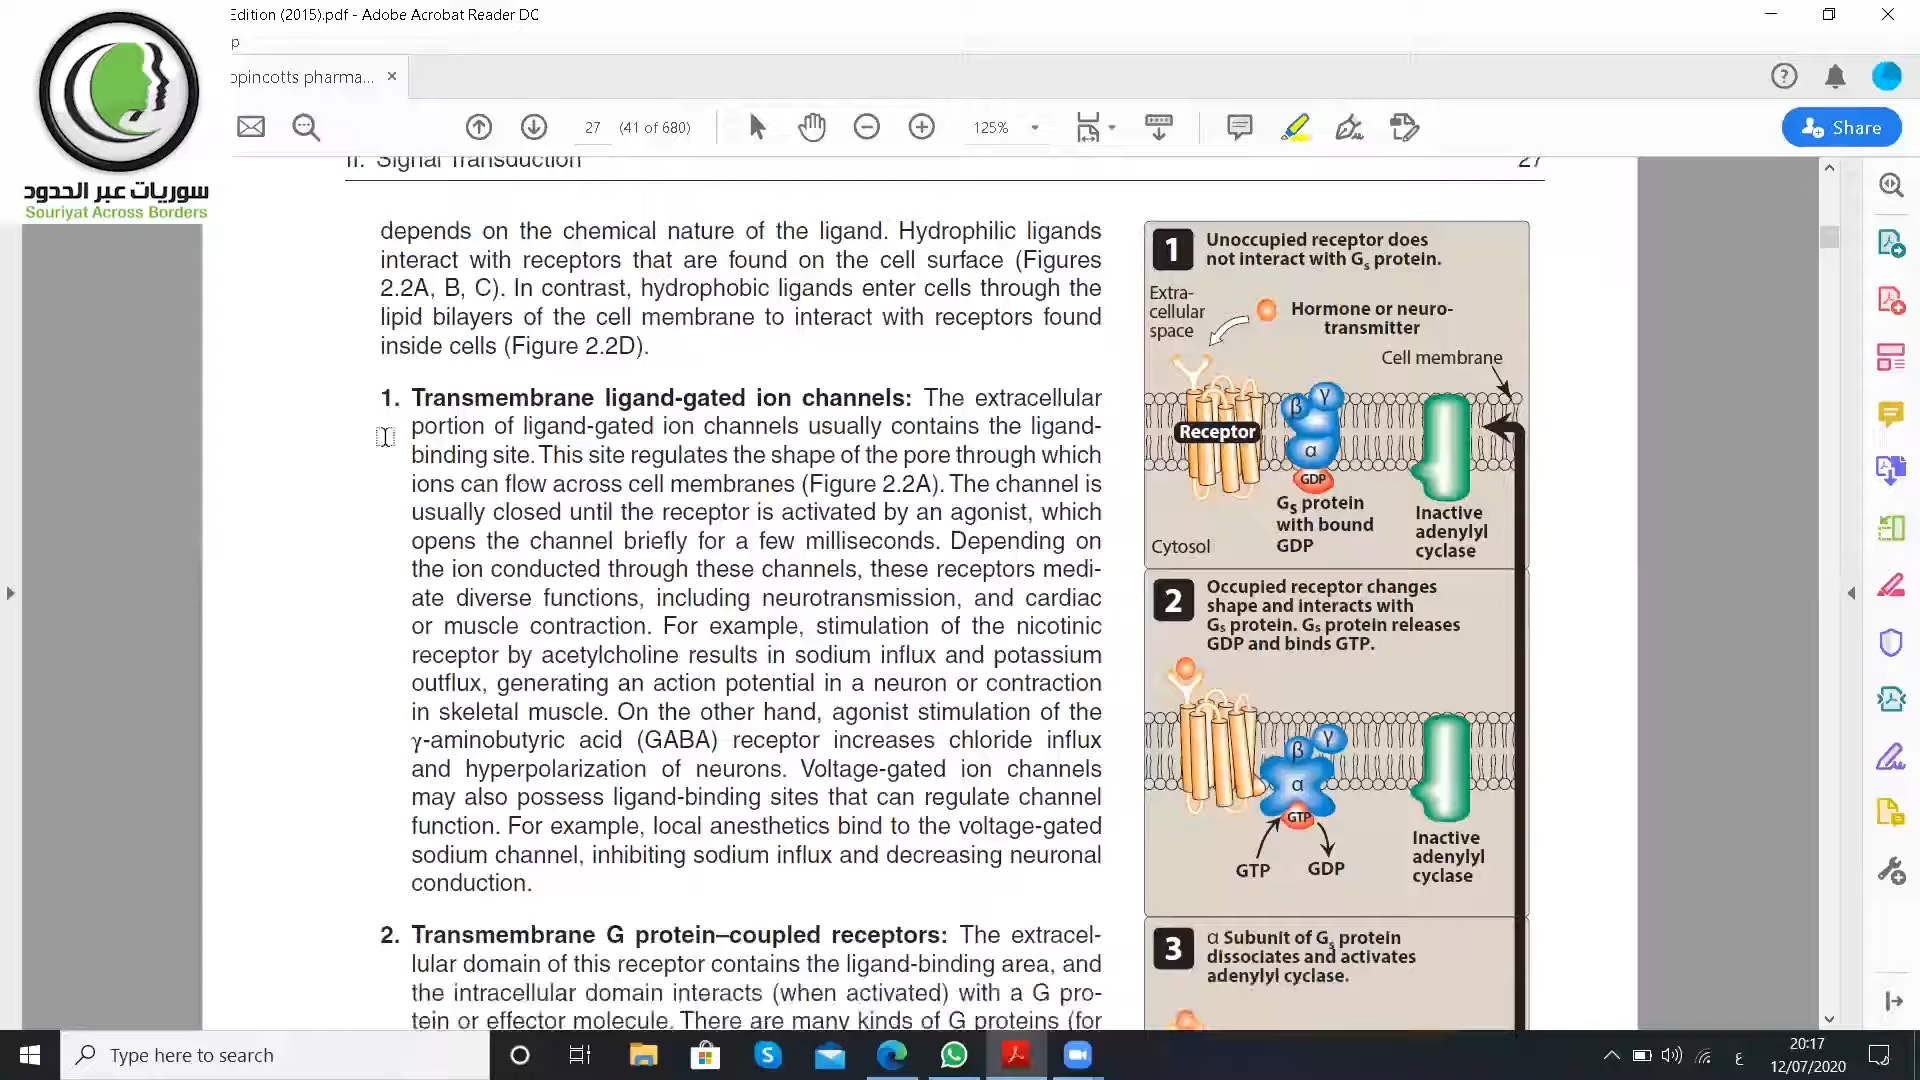 Edition (2015).pdf - Adobe Acrobat Reader DC
p
opincotts pharma...
27 (41 of 680)
125%
Share
سوريات عبر الحدود
Souriyat Across Borders
II. Signal Transduction 27
depends on the chemical nature of the ligand. Hydrophilic ligands
interact with receptors that are found on the cell surface (Figures
2.2A, B, C). In contrast, hydrophobic ligands enter cells through the
lipid bilayers of the cell membrane to interact with receptors found
inside cells (Figure 2.2D).
1. Transmembrane ligand-gated ion channels: The extracellular
portion of ligand-gated ion channels usually contains the ligand-
binding site. This site regulates the shape of the pore through which
ions can flow across cell membranes (Figure 2.2A). The channel is
usually closed until the receptor is activated by an agonist, which
opens the channel briefly for a few milliseconds. Depending on
the ion conducted through these channels, these receptors medi-
ate diverse functions, including neurotransmission, and cardiac
or muscle contraction. For example, stimulation of the nicotinic
receptor by acetylcholine results in sodium influx and potassium
outflux, generating an action potential in a neuron or contraction
in skeletal muscle. On the other hand, agonist stimulation of the
γ-aminobutyric acid (GABA) receptor increases chloride influx
and hyperpolarization of neurons. Voltage-gated ion channels
may also possess ligand-binding sites that can regulate channel
function. For example, local anesthetics bind to the voltage-gated
sodium channel, inhibiting sodium influx and decreasing neuronal
conduction.
2. Transmembrane G protein–coupled receptors: The extracel-
lular domain of this receptor contains the ligand-binding area, and
the intracellular domain interacts (when activated) with a G pro-
tein or effector molecule. There are many kinds of G proteins (for
1 Unoccupied receptor does
not interact with Gs protein.
Extra-
cellular
space
Hormone or neuro-
transmitter
Cell membrane
Receptor
β γ
α
GDP
Gs protein
with bound
GDP
Inactive
adenylyl
cyclase
Cytosol
2 Occupied receptor changes
shape and interacts with
Gs protein. Gs protein releases
GDP and binds GTP.
β γ
α
GTP
GTP GDP
Inactive
adenylyl
cyclase
3 α Subunit of Gs protein
dissociates and activates
adenylyl cyclase.
Type here to search
ع
20:17
12/07/2020